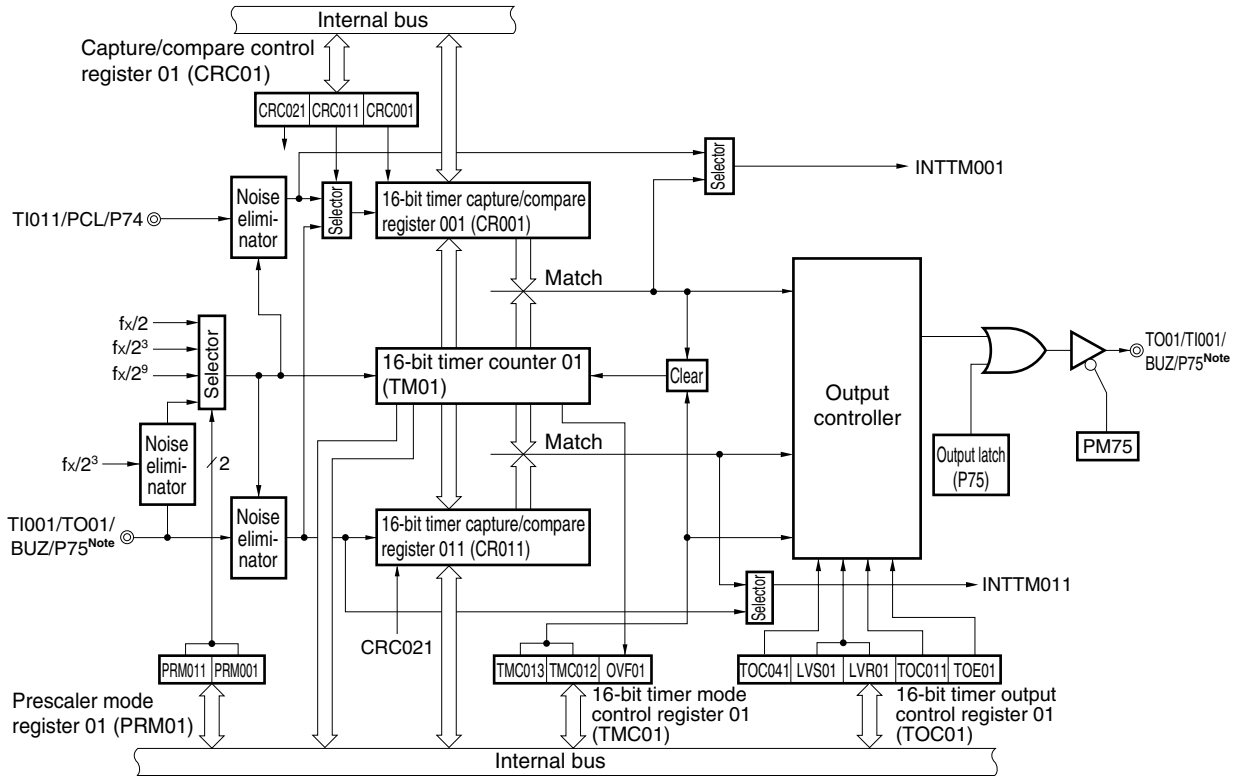 Internal bus
Capture/compare control
register 01 (CRC01)
CRC021 CRC011 CRC001
Selector
INTTM001
TI011/PCL/P74
Noise
elimi-
nator
Selector
16-bit timer capture/compare
register 001 (CR001)
Match
fx/2
fx/2³
fx/2⁹
Selector
16-bit timer counter 01
(TM01)
Clear
Output
controller
TO01/TI001/
BUZ/P75Note
Match
fx/2³
Noise
elimi-
nator
2
Output latch
(P75)
PM75
TI001/TO01/
BUZ/P75Note
Noise
elimi-
nator
16-bit timer capture/compare
register 011 (CR011)
Selector
INTTM011
CRC021
PRM011 PRM001
TMC013 TMC012 OVF01
TOC041 LVS01 LVR01 TOC011 TOE01
Prescaler mode
register 01 (PRM01)
16-bit timer mode
control register 01
(TMC01)
16-bit timer output
control register 01
(TOC01)
Internal bus